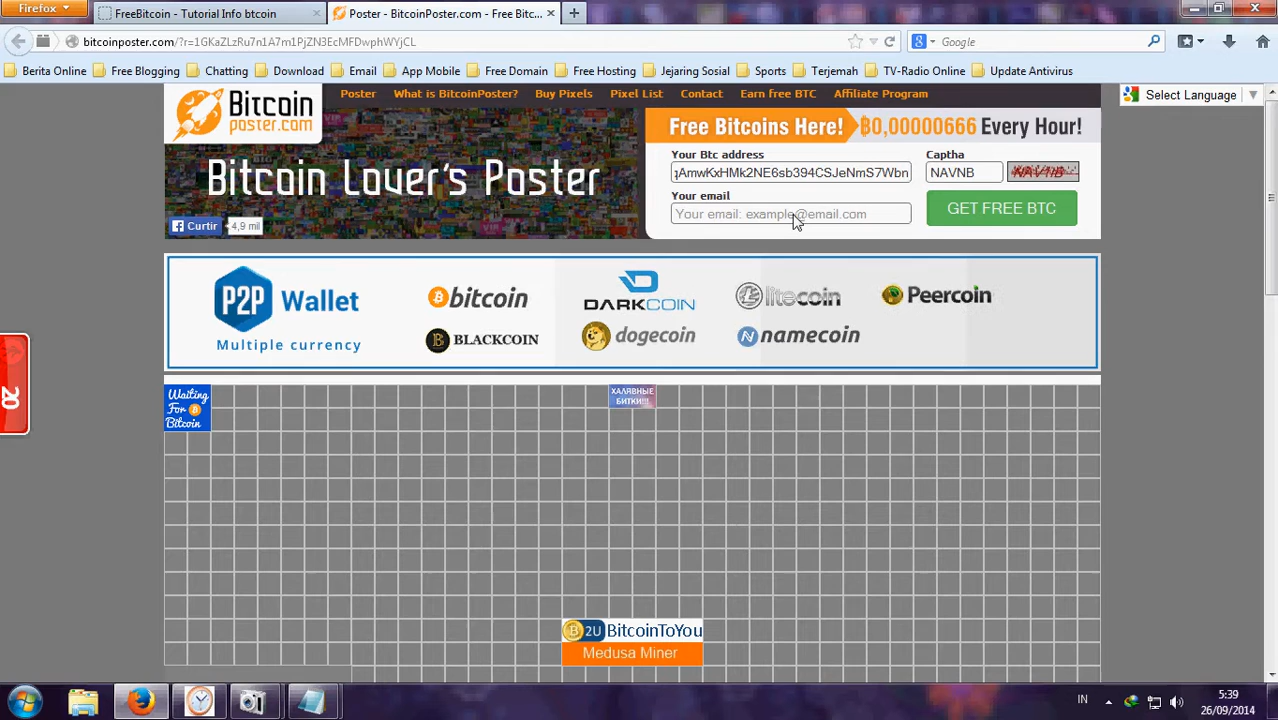 Firefox
FreeBitcoin - Tutorial Info btcoin
Poster - BitcoinPoster.com - Free Bitc...
bitcoinposter.com/?r=1GKaZLzRu7n1A7m1PjZN3EcMFDwphWYjCL
Google
Berita Online Free Blogging Chatting Download Email App Mobile Free Domain Free Hosting Jejaring Sosial Sports Terjemah TV-Radio Online Update Antivirus
Bitcoin
poster.com
Poster What is BitcoinPoster? Buy Pixels Pixel List Contact Earn free BTC Affiliate Program
Select Language
Bitcoin Lover's Poster
Curtir 4,9 mil
Free Bitcoins Here! ฿0,00000666 Every Hour!
Your Btc address Captha
AmwKxHMk2NE6sb394CSJeNmS7Wbn NAVNB NAVNB
Your email
Your email: example@email.com
GET FREE BTC
P2P Wallet
Multiple currency
bitcoin DARKCOIN litecoin Peercoin
BLACKCOIN dogecoin namecoin
Waiting
For
Bitcoin
ХАЛЯВНЫЕ
БИТКИ!!!
20
2U BitcoinToYou
Medusa Miner
IN
5:39
26/09/2014